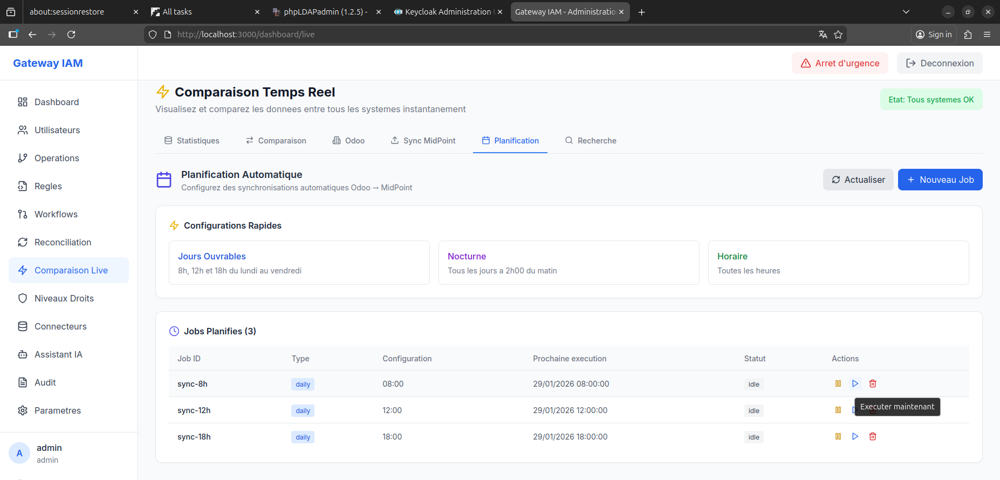 about:sessionrestore
All tasks
phpLDAPadmin (1.2.5) -
Keycloak Administration
Gateway IAM - Administratio
http://localhost:3000/dashboard/live
Sign in
Gateway IAM
Arret d'urgence
Deconnexion
Dashboard
Utilisateurs
Operations
Regles
Workflows
Reconciliation
Comparaison Live
Niveaux Droits
Connecteurs
Assistant IA
Audit
Parametres
A
admin
admin
Comparaison Temps Reel
Visualisez et comparez les donnees entre tous les systemes instantanement
Etat: Tous systemes OK
Statistiques
Comparaison
Odoo
Sync MidPoint
Planification
Recherche
Planification Automatique
Configurez des synchronisations automatiques Odoo → MidPoint
Actualiser
+ Nouveau Job
Configurations Rapides
Jours Ouvrables
8h, 12h et 18h du lundi au vendredi
Nocturne
Tous les jours a 2h00 du matin
Horaire
Toutes les heures
Jobs Planifies (3)
Job ID Type Configuration Prochaine execution Statut Actions
sync-8h daily 08:00 29/01/2026 08:00:00 idle
Executer maintenant
sync-12h daily 12:00 29/01/2026 12:00:00 idle
sync-18h daily 18:00 29/01/2026 18:00:00 idle